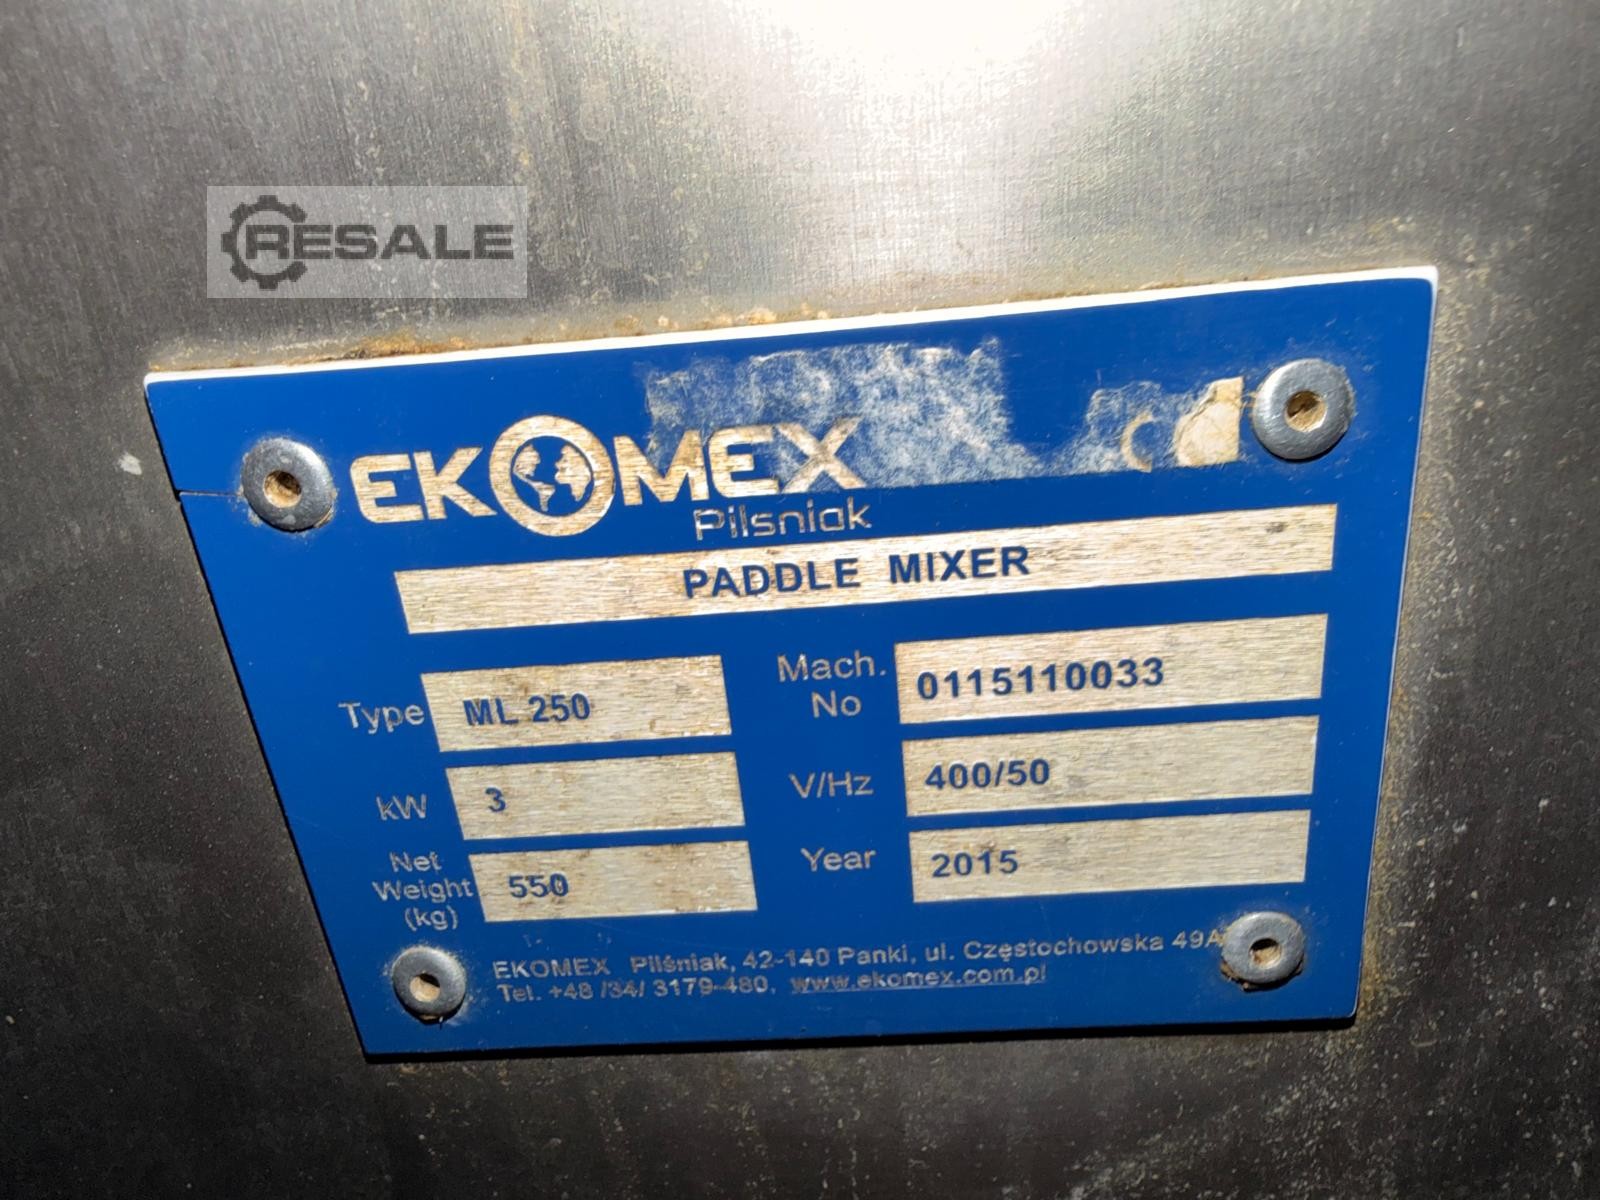 RESALE
EKOMEX
Pilśniak
PADDLE MIXER
Type ML 250
Mach. No 0115110033
kW 3
V/Hz 400/50
Net Weight (kg) 550
Year 2015
EKOMEX Pilśniak, 42-140 Panki, ul. Częstochowska 49A
Tel. +48 /34/ 3179-480, www.ekomex.com.pl